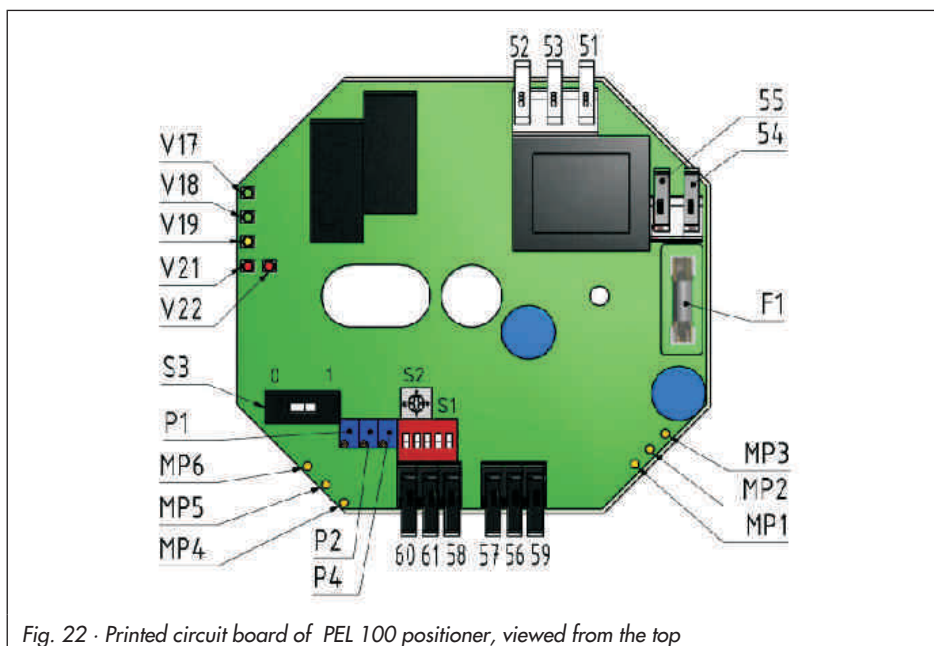 52 53 51
55
54
V17
V18
V19
V21
V22
F1
S3
0 1
S2
S1
P1
MP6
MP5
MP4
MP3
MP2
MP1
P2
P4
60 61 58 57 56 59
Fig. 22 · Printed circuit board of PEL 100 positioner, viewed from the top